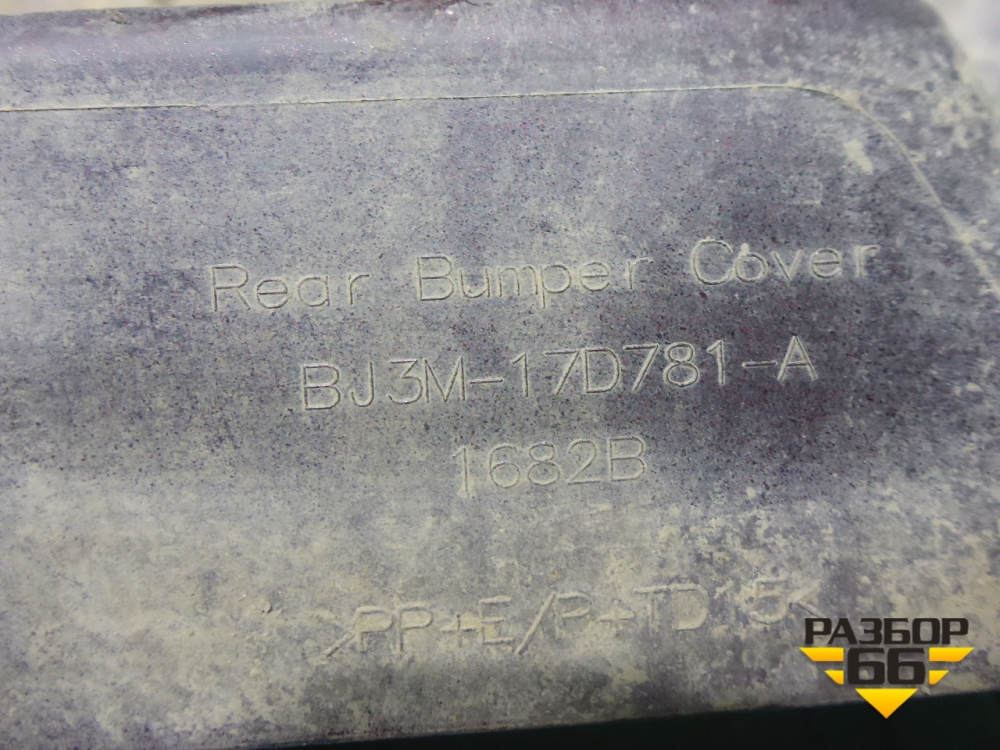 Rear Bumper Cover
BJ3M-17D781-A
1682B
>PP+E/P+TD15<
РАЗБОР
66